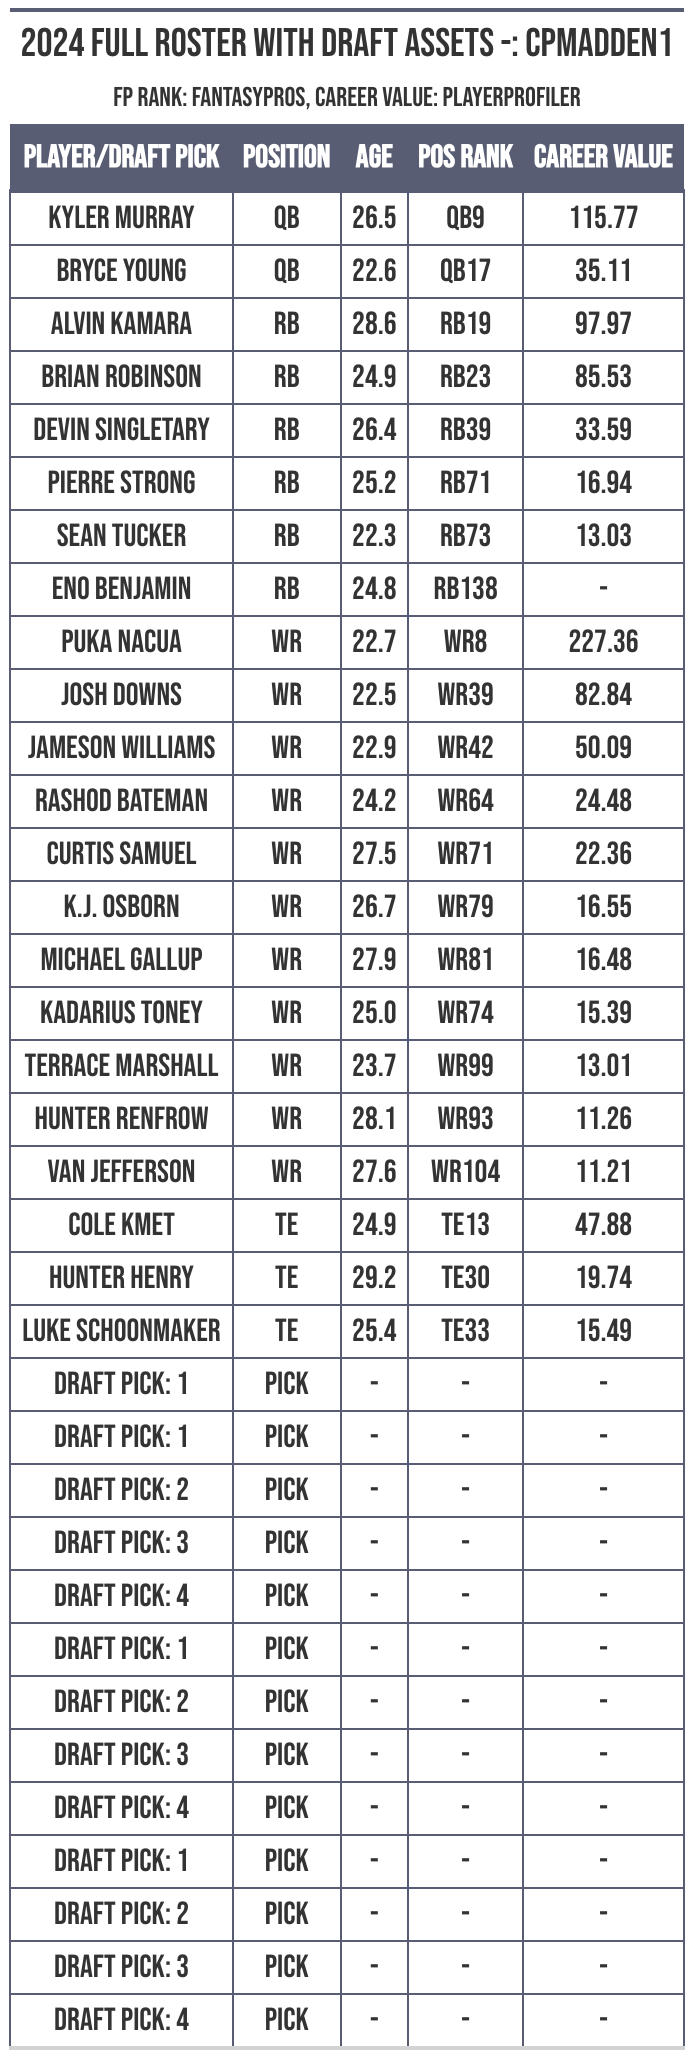 2024 FULL ROSTER WITH DRAFT ASSETS -: CPMADDEN1
FP RANK: FANTASYPROS, CAREER VALUE: PLAYERPROFILER
PLAYER/DRAFT PICK POSITION AGE POS RANK CAREER VALUE
KYLER MURRAY QB 26.5 QB9 115.77
BRYCE YOUNG QB 22.6 QB17 35.11
ALVIN KAMARA RB 28.6 RB19 97.97
BRIAN ROBINSON RB 24.9 RB23 85.53
DEVIN SINGLETARY RB 26.4 RB39 33.59
PIERRE STRONG RB 25.2 RB71 16.94
SEAN TUCKER RB 22.3 RB73 13.03
ENO BENJAMIN RB 24.8 RB138 -
PUKA NACUA WR 22.7 WR8 227.36
JOSH DOWNS WR 22.5 WR39 82.84
JAMESON WILLIAMS WR 22.9 WR42 50.09
RASHOD BATEMAN WR 24.2 WR64 24.48
CURTIS SAMUEL WR 27.5 WR71 22.36
K.J. OSBORN WR 26.7 WR79 16.55
MICHAEL GALLUP WR 27.9 WR81 16.48
KADARIUS TONEY WR 25.0 WR74 15.39
TERRACE MARSHALL WR 23.7 WR99 13.01
HUNTER RENFROW WR 28.1 WR93 11.26
VAN JEFFERSON WR 27.6 WR104 11.21
COLE KMET TE 24.9 TE13 47.88
HUNTER HENRY TE 29.2 TE30 19.74
LUKE SCHOONMAKER TE 25.4 TE33 15.49
DRAFT PICK: 1 PICK - - -
DRAFT PICK: 1 PICK - - -
DRAFT PICK: 2 PICK - - -
DRAFT PICK: 3 PICK - - -
DRAFT PICK: 4 PICK - - -
DRAFT PICK: 1 PICK - - -
DRAFT PICK: 2 PICK - - -
DRAFT PICK: 3 PICK - - -
DRAFT PICK: 4 PICK - - -
DRAFT PICK: 1 PICK - - -
DRAFT PICK: 2 PICK - - -
DRAFT PICK: 3 PICK - - -
DRAFT PICK: 4 PICK - - -